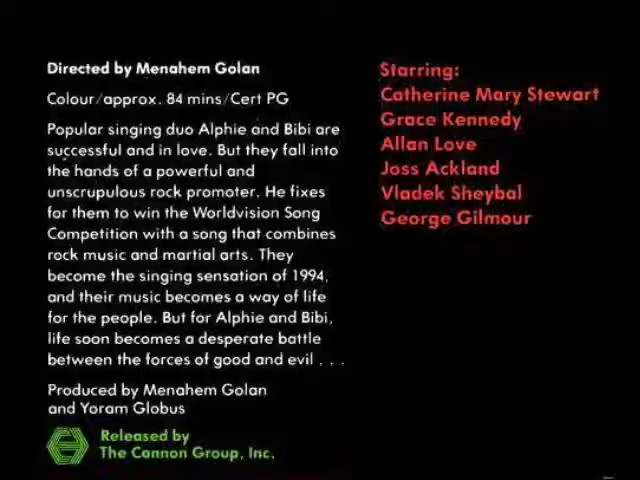 Directed by Menahem Golan
Colour/approx. 84 mins/Cert PG
Popular singing duo Alphie and Bibi are
successful and in love. But they fall into
the hands of a powerful and
unscrupulous rock promoter. He fixes
for them to win the Worldvision Song
Competition with a song that combines
rock music and martial arts. They
become the singing sensation of 1994,
and their music becomes a way of life
for the people. But for Alphie and Bibi,
life soon becomes a desperate battle
between the forces of good and evil . . .
Produced by Menahem Golan
and Yoram Globus
Released by
The Cannon Group, Inc.
Starring:
Catherine Mary Stewart
Grace Kennedy
Allan Love
Joss Ackland
Vladek Sheybal
George Gilmour